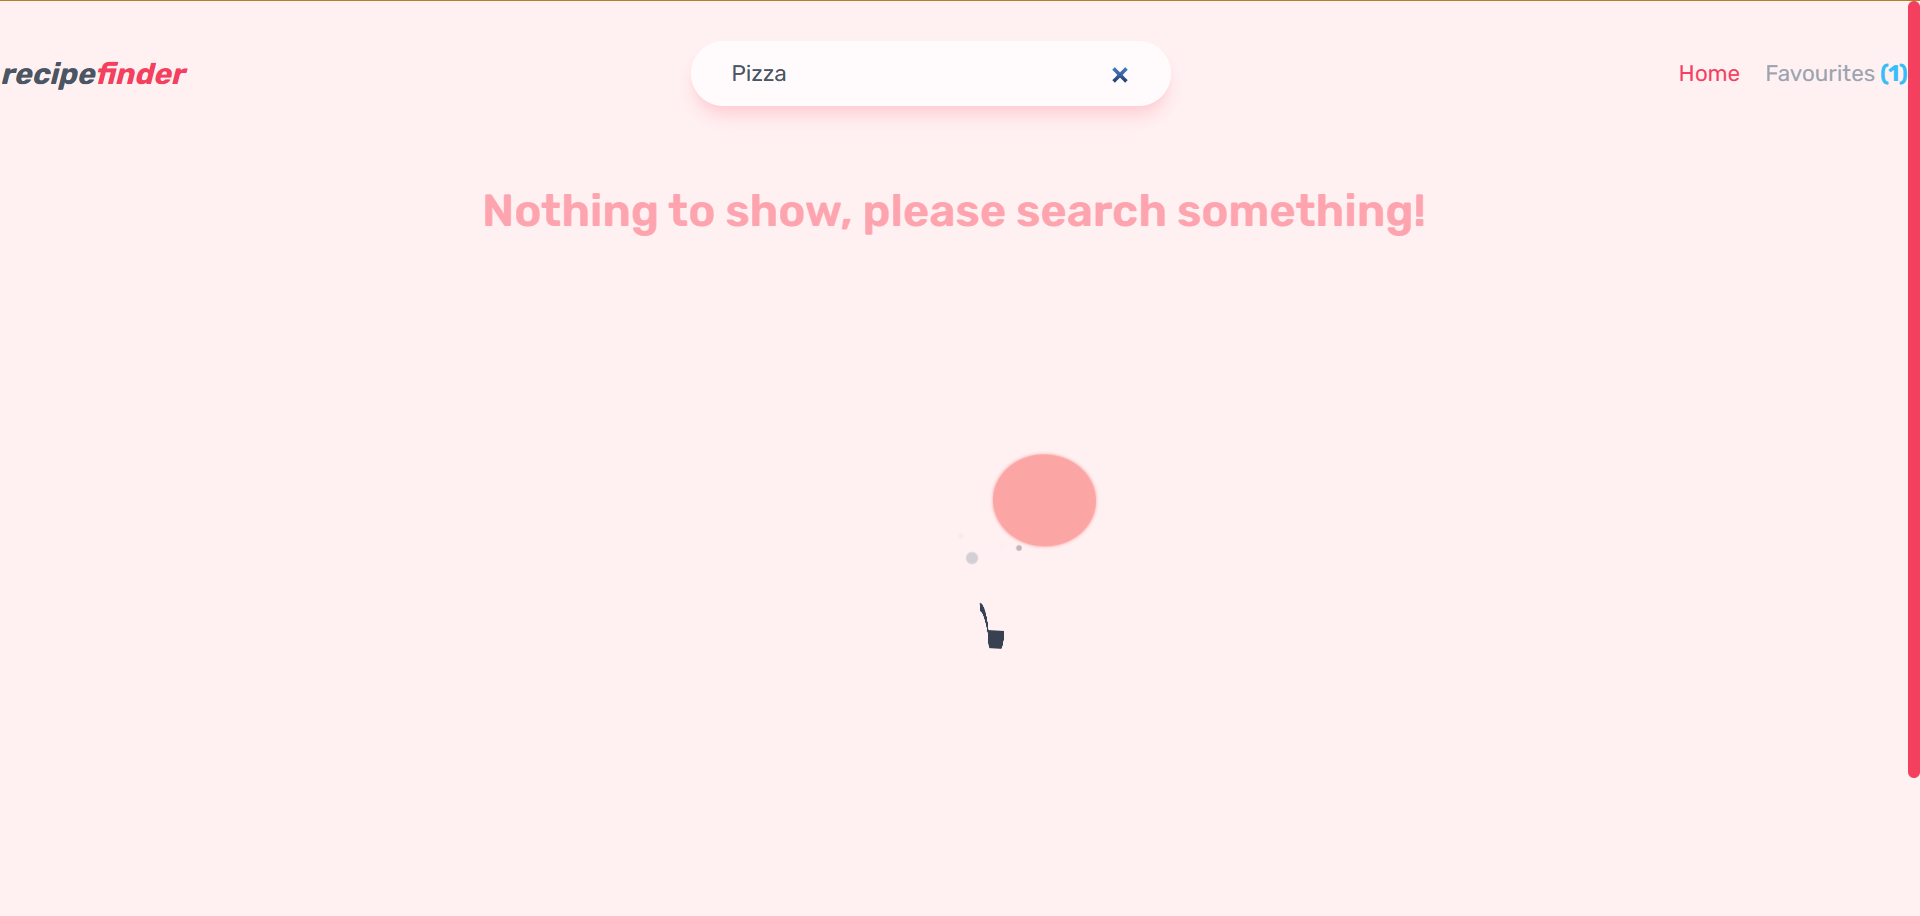 recipefinder
Pizza
Home Favourites (1)
Nothing to show, please search something!